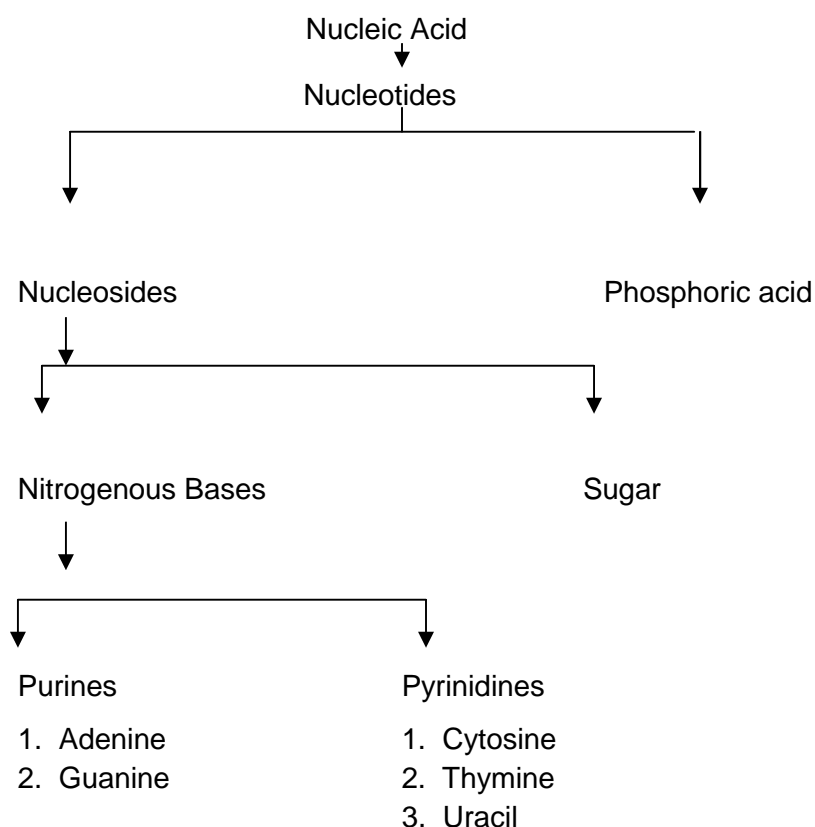 Nucleic Acid
Nucleotides
Nucleosides Phosphoric acid
Nitrogenous Bases Sugar
Purines Pyrinidines
1. Adenine 1. Cytosine
2. Guanine 2. Thymine
3. Uracil